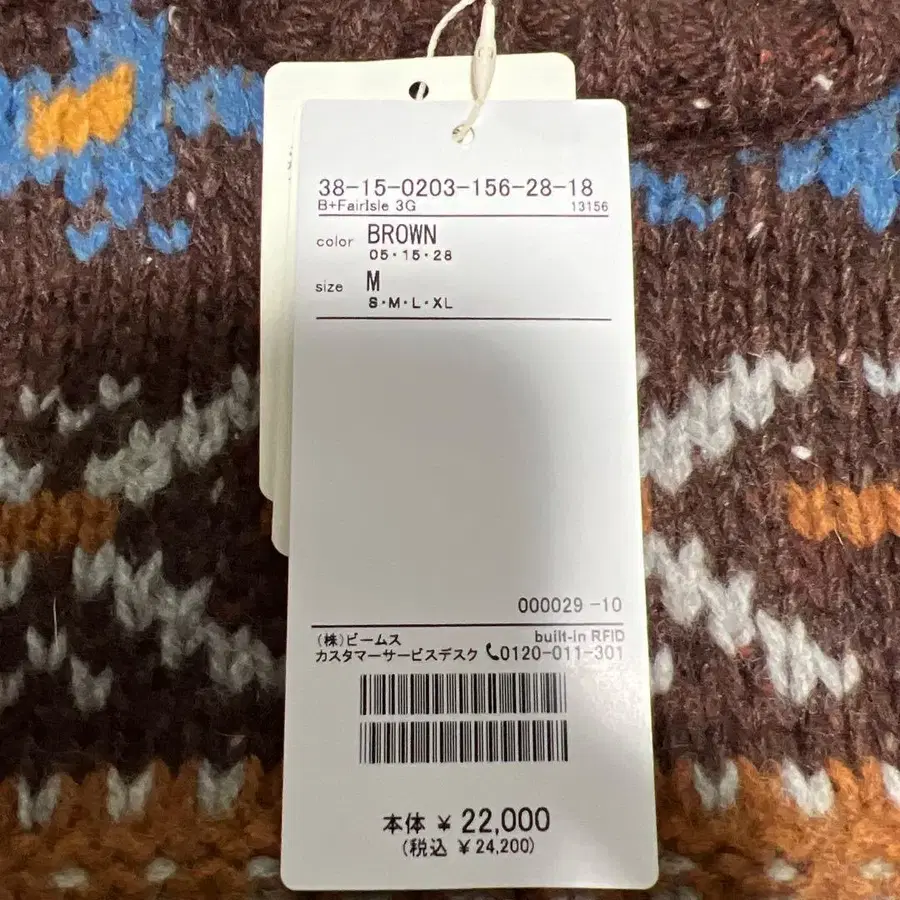 38-15-0203-156-28-18
B+FairIsle 3G 13156
color BROWN
05・15・28
size M
S・M・L・XL
000029 -10
built-in RFID
(株)ビームス
カスタマーサービスデスク 0120-011-301
本体 ¥ 22,000
(税込 ¥24,200)